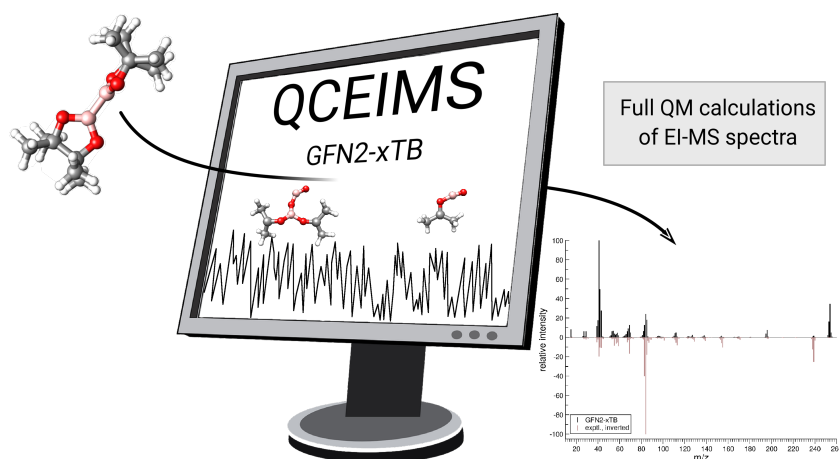 QCEIMS
GFN2-xTB
Full QM calculations
of EI-MS spectra
relative intensity
100
80
60
40
20
0
-20
-40
-60
-80
-100
GFN2-xTB
exptl., inverted
20 40 60 80 100 120 140 160 180 200 220 240 26
m/z